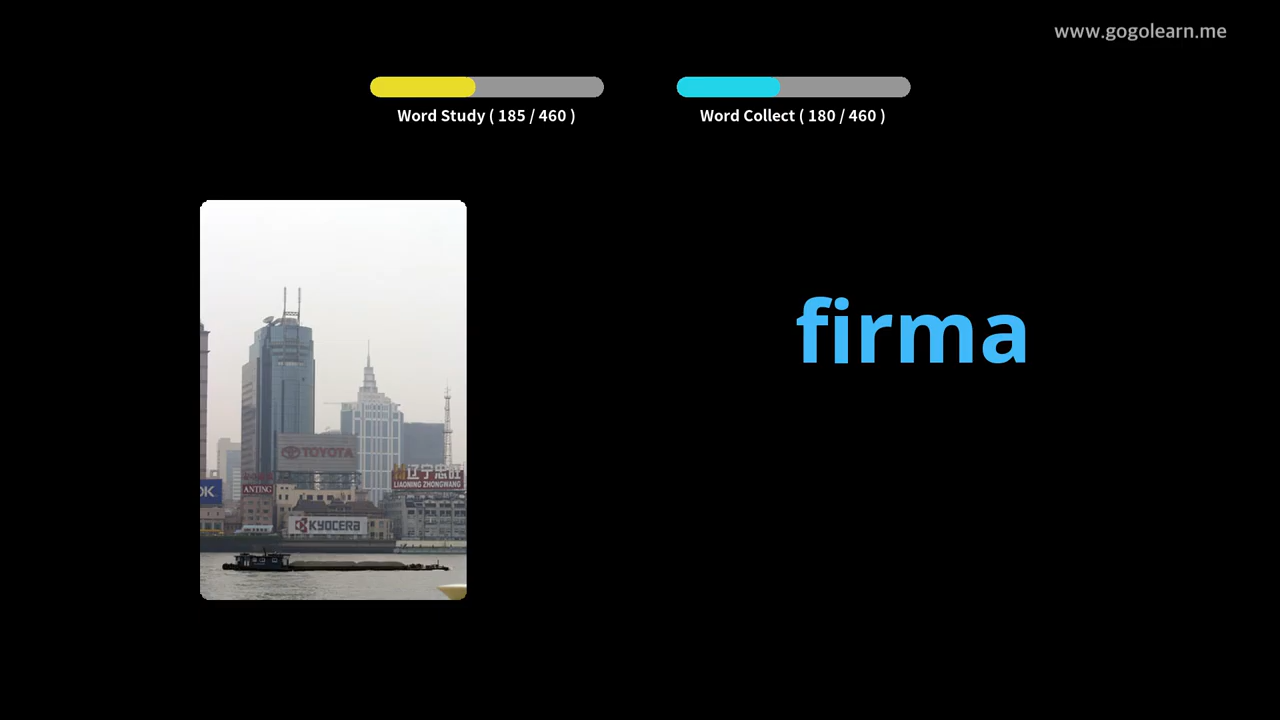 www.gogolearn.me
Word Study ( 185 / 460 )
Word Collect ( 180 / 460 )
firma
TOYOTA
辽宁忠旺
LIAONING ZHONGWANG
OK
ANTING
KYOCERA